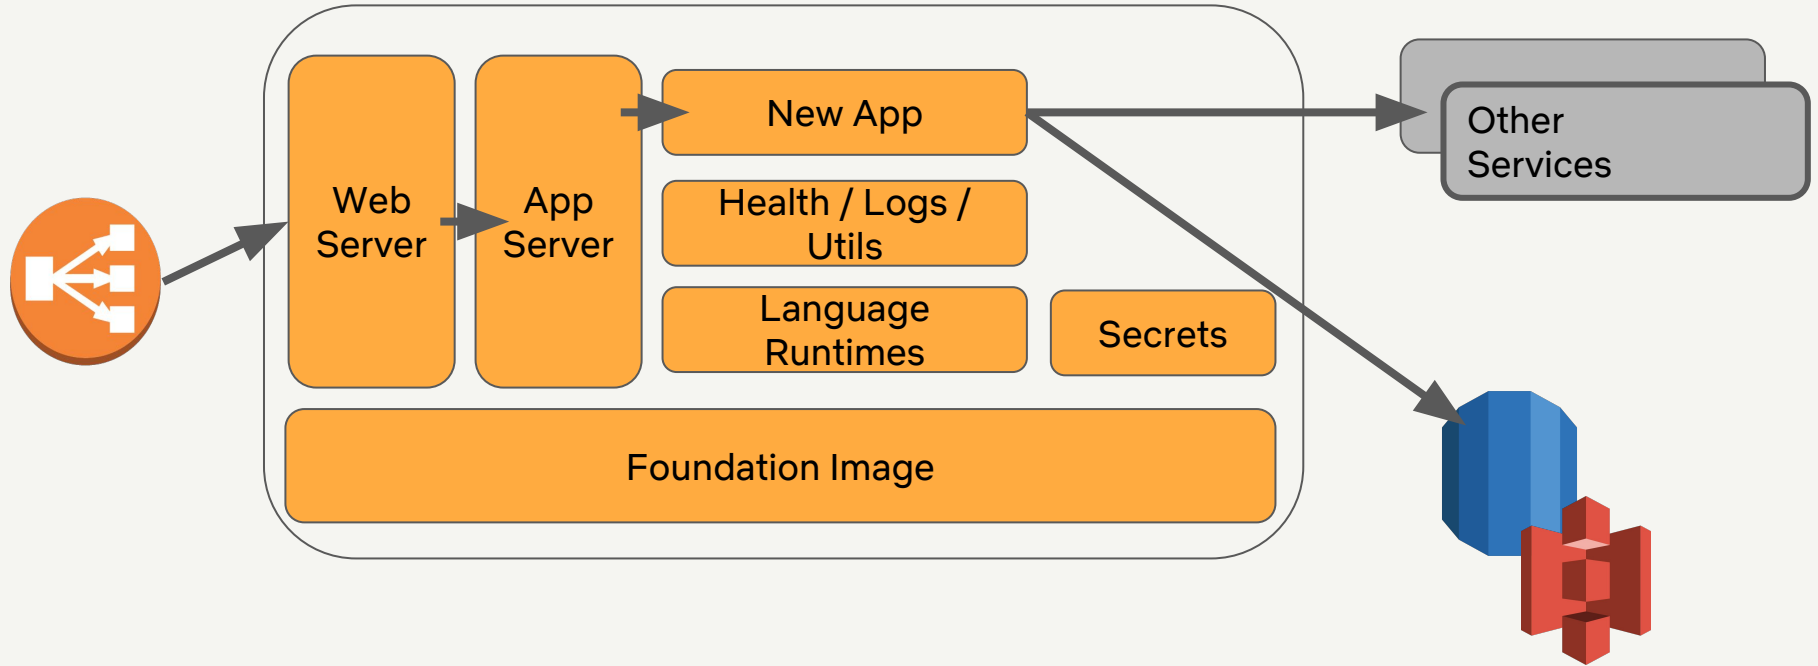 Web
Server
App
Server
New App
Health / Logs /
Utils
Language
Runtimes
Secrets
Foundation Image
Other
Services